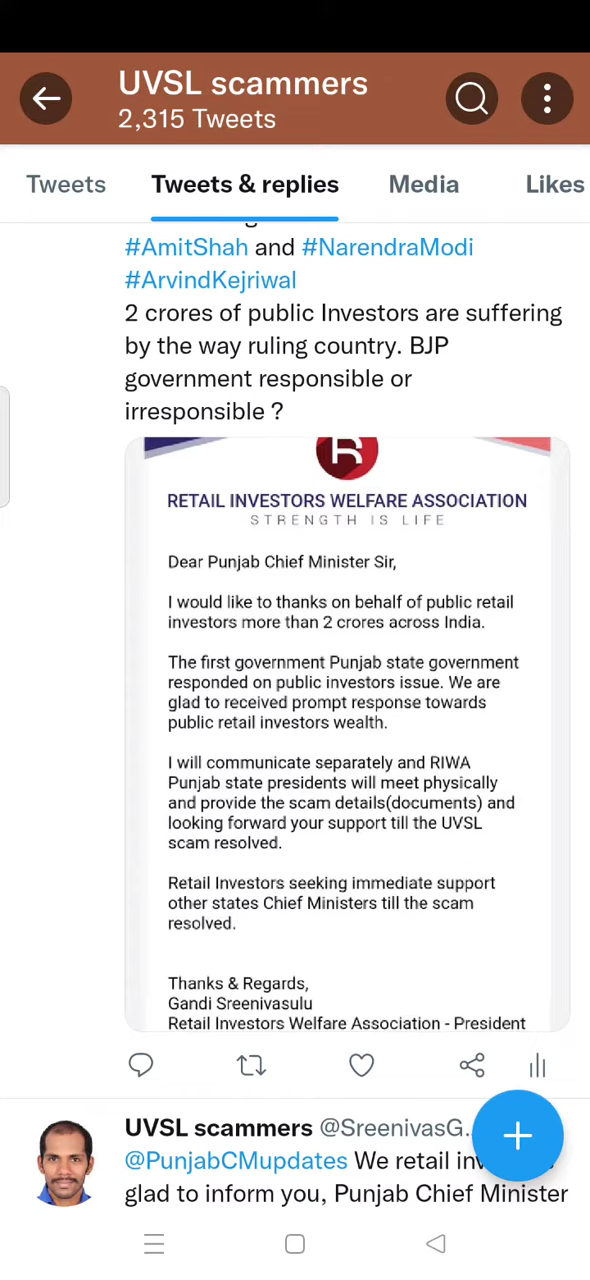 UVSL scammers
2,315 Tweets
Tweets
Tweets & replies
Media
Likes
#AmitShah and #NarendraModi
#ArvindKejriwal
2 crores of public Investors are suffering
by the way ruling country. BJP
government responsible or
irresponsible ?
R
RETAIL INVESTORS WELFARE ASSOCIATION
STRENGTH IS LIFE
Dear Punjab Chief Minister Sir,
I would like to thanks on behalf of public retail
investors more than 2 crores across India.
The first government Punjab state government
responded on public investors issue. We are
glad to received prompt response towards
public retail investors wealth.
I will communicate separately and RIWA
Punjab state presidents will meet physically
and provide the scam details(documents) and
looking forward your support till the UVSL
scam resolved.
Retail Investors seeking immediate support
other states Chief Ministers till the scam
resolved.
Thanks & Regards,
Gandi Sreenivasulu
Retail Investors Welfare Association - President
UVSL scammers @SreenivasG...
@PunjabCMupdates We retail
glad to inform you, Punjab Chief Minister